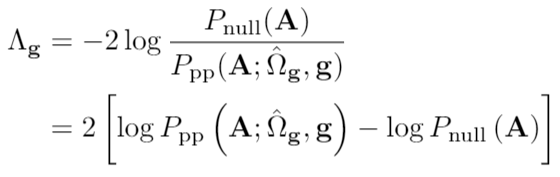 Λ_g = −2 log P_null(A) / P_pp(A; Ω̂_g, g)
= 2 [log P_pp (A; Ω̂_g, g) − log P_null (A)]